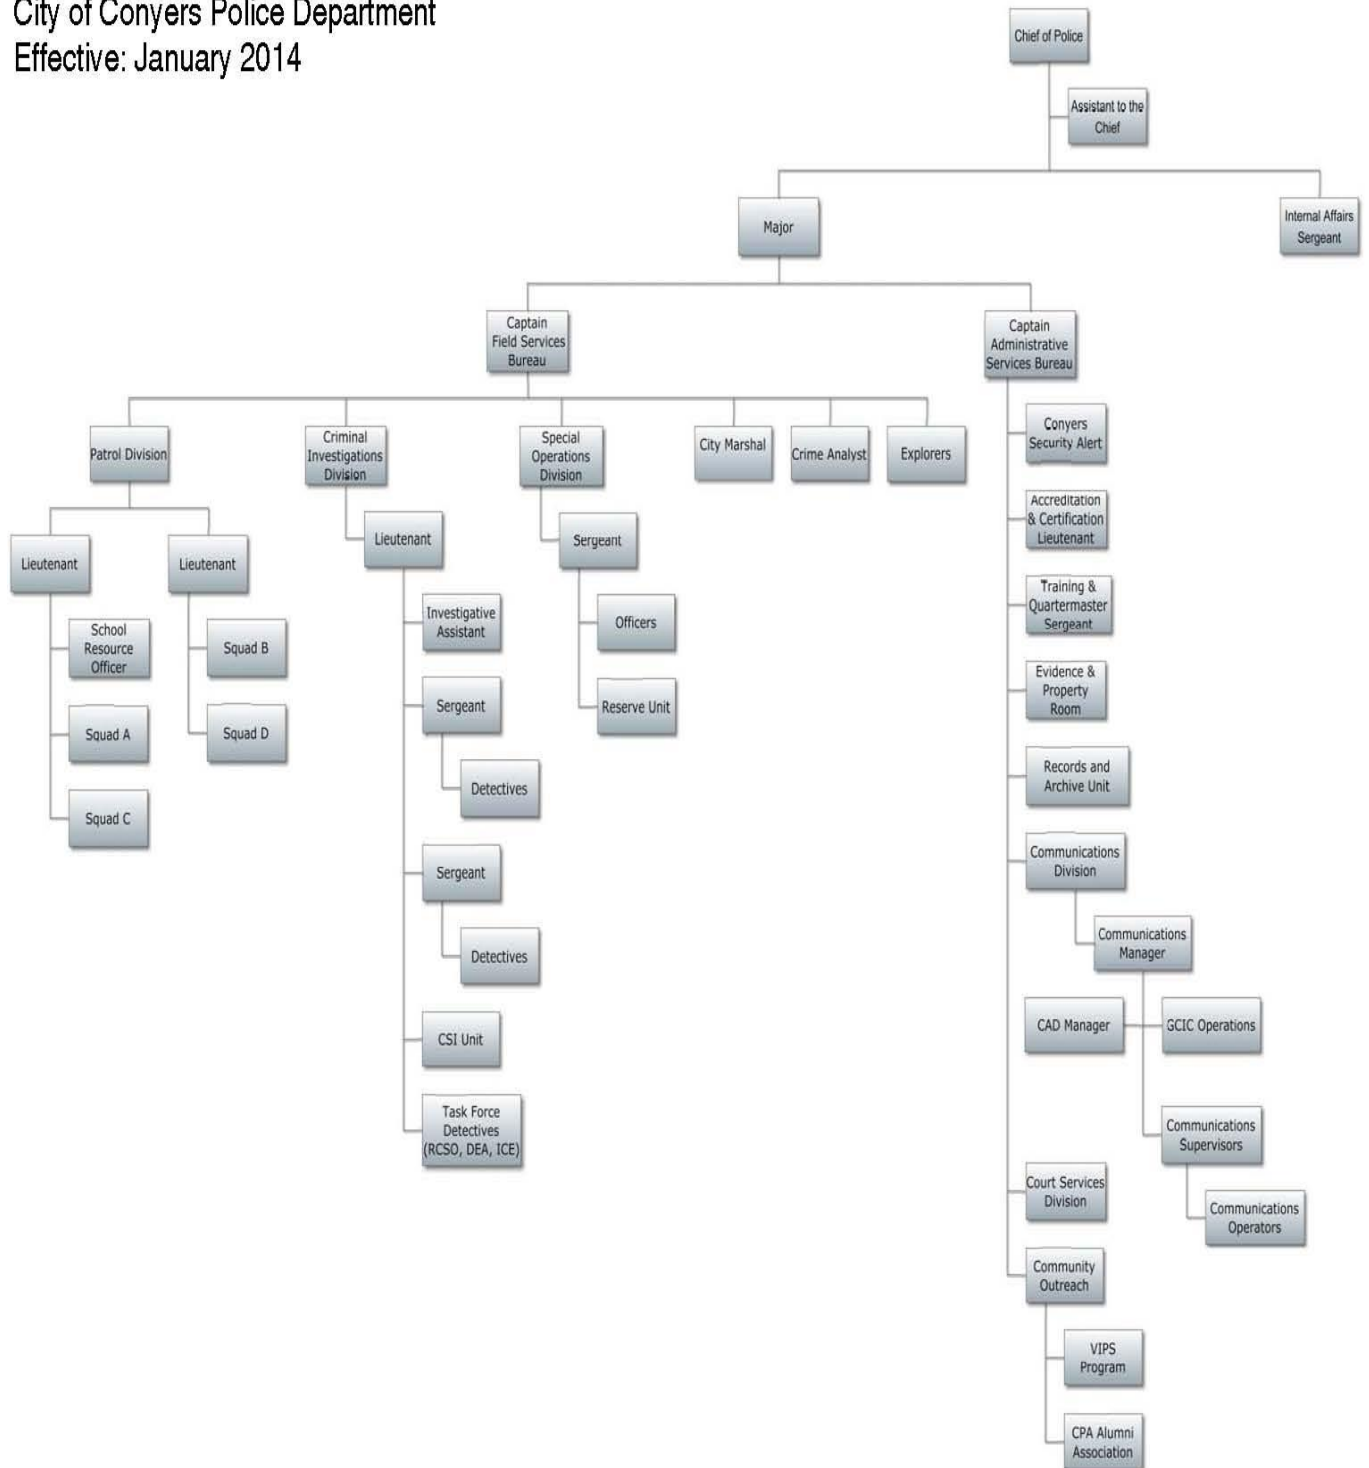 City of Conyers Police Department
Effective: January 2014
Chief of Police
Assistant to the
Chief
Major
Internal Affairs
Sergeant
Captain
Field Services
Bureau
Captain
Administrative
Services Bureau
Patrol Division
Criminal
Investigations
Division
Special
Operations
Division
City Marshal
Crime Analyst
Explorers
Lieutenant
School
Resource
Officer
Squad A
Squad C
Lieutenant
Squad B
Squad D
Lieutenant
Investigative
Assistant
Sergeant
Detectives
Sergeant
Detectives
CSI Unit
Task Force
Detectives
(RCSO, DEA, ICE)
Sergeant
Officers
Reserve Unit
Conyers
Security Alert
Accreditation
& Certification
Lieutenant
Training &
Quartermaster
Sergeant
Evidence &
Property
Room
Records and
Archive Unit
Communications
Division
Communications
Manager
CAD Manager
GCIC Operations
Communications
Supervisors
Communications
Operators
Court Services
Division
Community
Outreach
VIPS
Program
CPA Alumni
Association